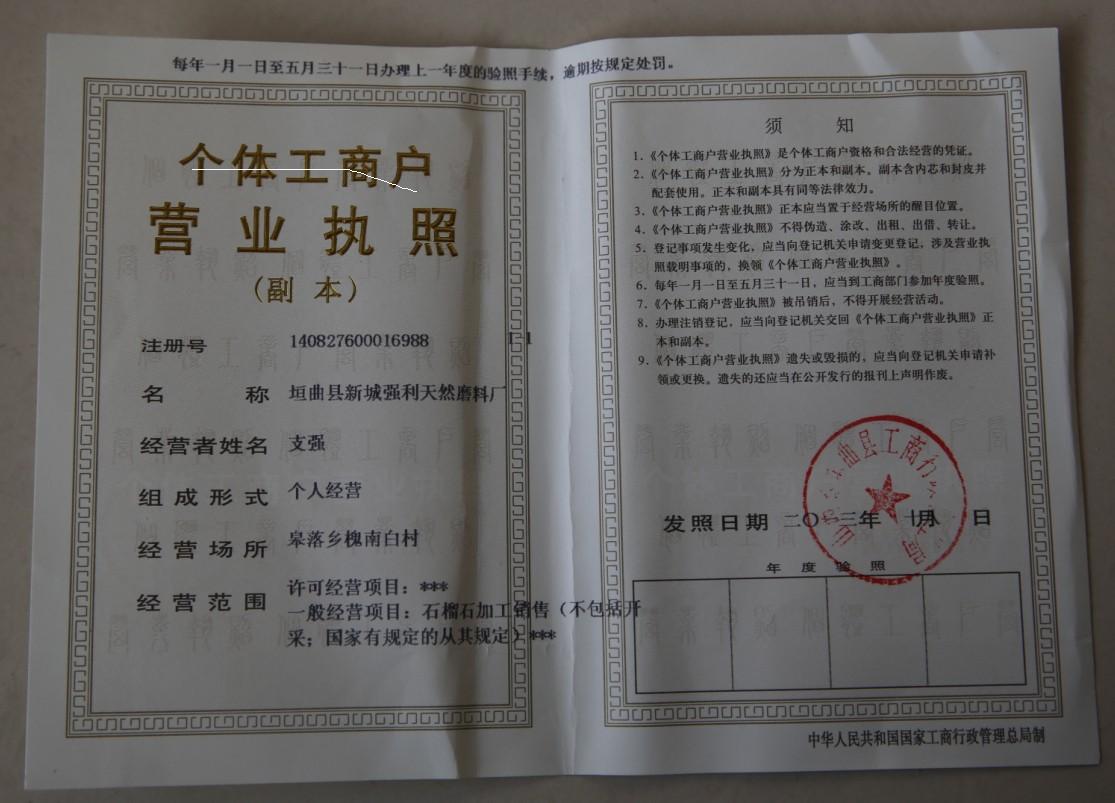 每年一月一日至五月三十一日办理上一年度的验照手续，逾期按规定处罚。
个体工商户
营业执照
（副本）
注册号 140827600016988 1-1
名称 垣曲县新城强利天然磨料厂
经营者姓名 支强
组成形式 个人经营
经营场所 皋落乡槐南白村
经营范围 许可经营项目：***
一般经营项目：石榴石加工销售（不包括开
采；国家有规定的从其规定）***
须知
1．《个体工商户营业执照》是个体工商户资格和合法经营的凭证。
2．《个体工商户营业执照》分为正本和副本。副本含内芯和封皮并
配套使用。正本和副本具有同等法律效力。
3．《个体工商户营业执照》正本应当置于经营场所的醒目位置。
4．《个体工商户营业执照》不得伪造、涂改、出租、出借、转让。
5．登记事项发生变化，应当向登记机关申请变更登记，涉及营业执
照载明事项的，换领《个体工商户营业执照》。
6．每年一月一日至五月三十一日，应当到工商部门参加年度验照。
7．《个体工商户营业执照》被吊销后，不得开展经营活动。
8．办理注销登记，应当向登记机关交回《个体工商户营业执照》正
本和副本。
9．《个体工商户营业执照》遗失或毁损的，应当向登记机关申请补
领或更换。遗失的还应当在公开发行的报刊上声明作废。
曲县工商
发照日期 二〇一三年 月 日
年度验照
中华人民共和国国家工商行政管理总局制